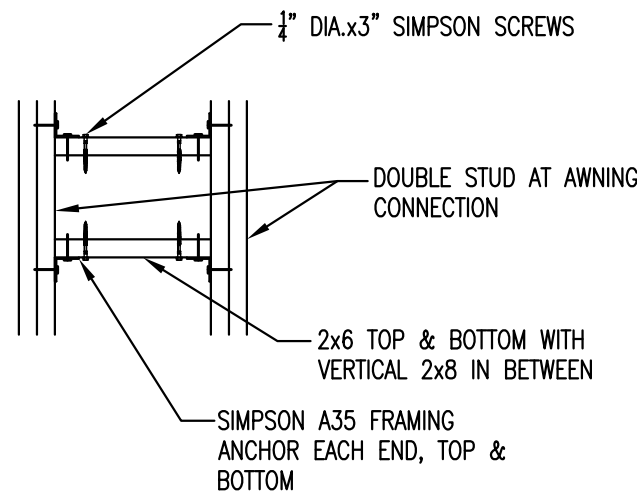 1/4" DIA.x3" SIMPSON SCREWS
DOUBLE STUD AT AWNING
CONNECTION
2x6 TOP & BOTTOM WITH
VERTICAL 2x8 IN BETWEEN
SIMPSON A35 FRAMING
ANCHOR EACH END, TOP &
BOTTOM